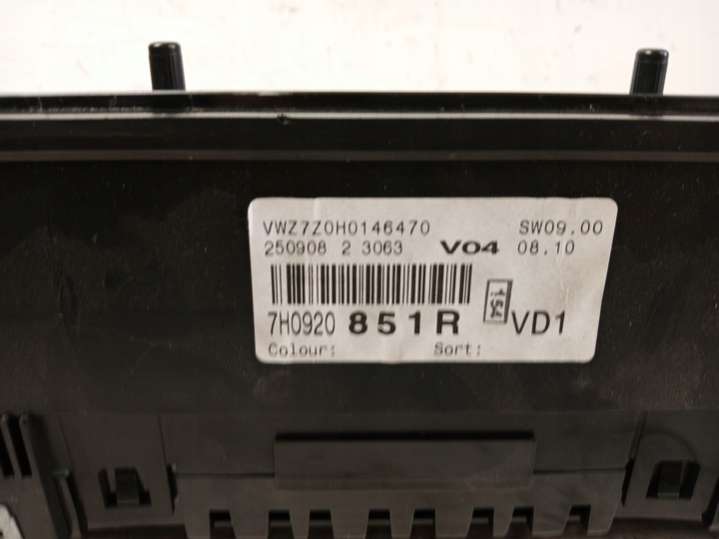 VWZ7Z0H0146470 SW09.00
250908 2 3063 V04 08.10
7H0920 851R 154 VD1
Colour: Sort: